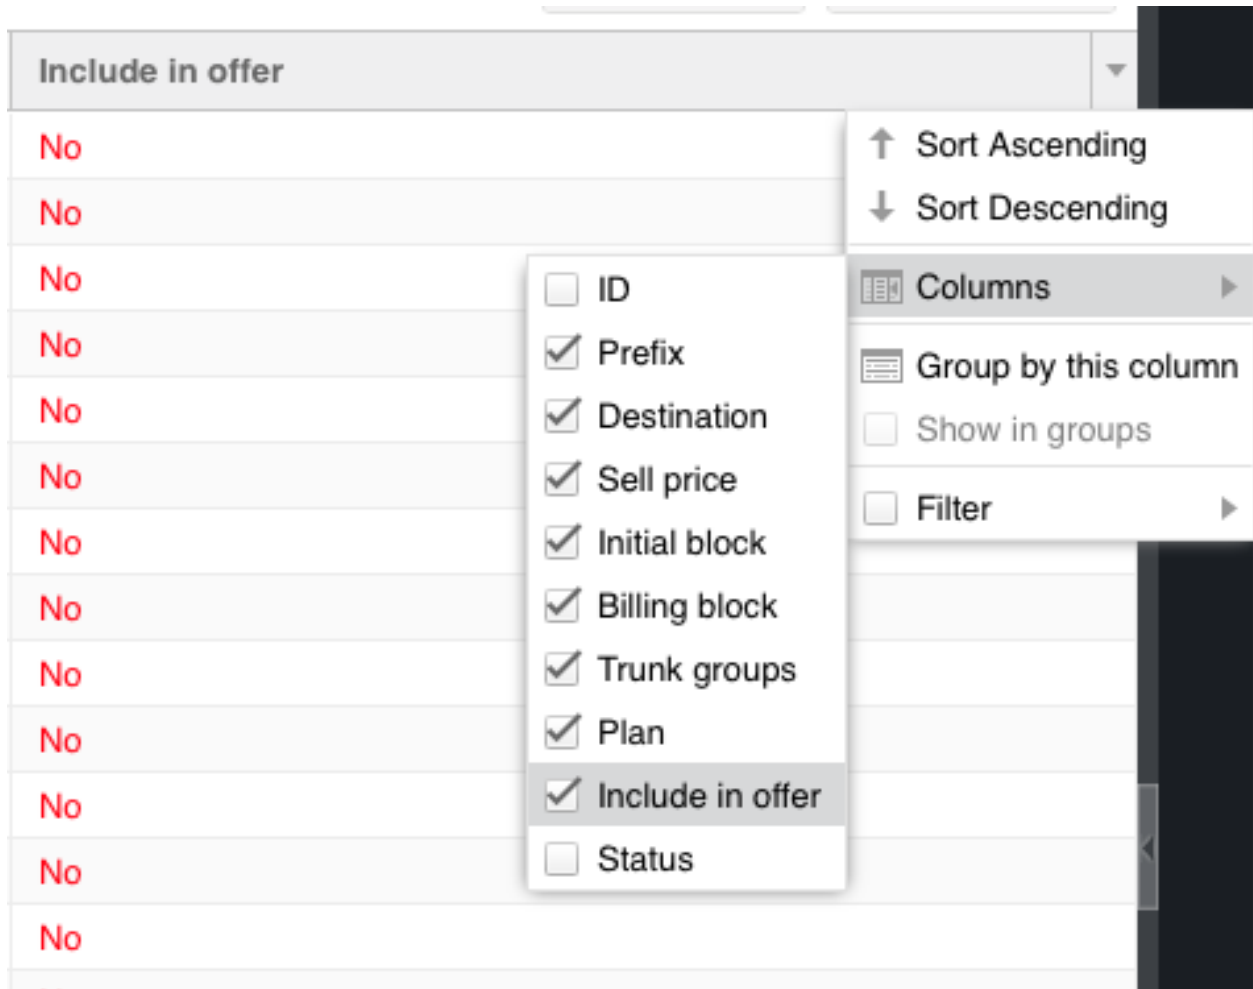 Include in offer
No
No
No
No
No
No
No
No
No
No
No
No
No
Sort Ascending
Sort Descending
Columns
Group by this column
Show in groups
Filter
ID
Prefix
Destination
Sell price
Initial block
Billing block
Trunk groups
Plan
Include in offer
Status